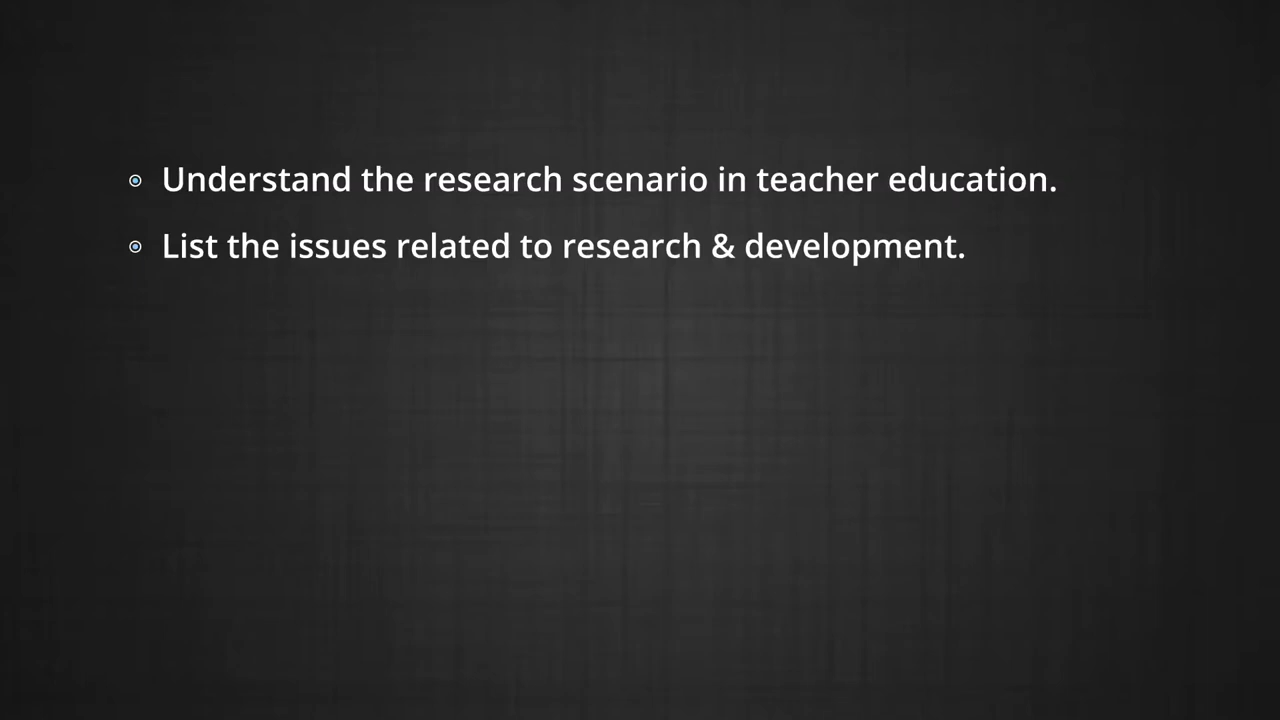 Understand the research scenario in teacher education.
List the issues related to research & development.